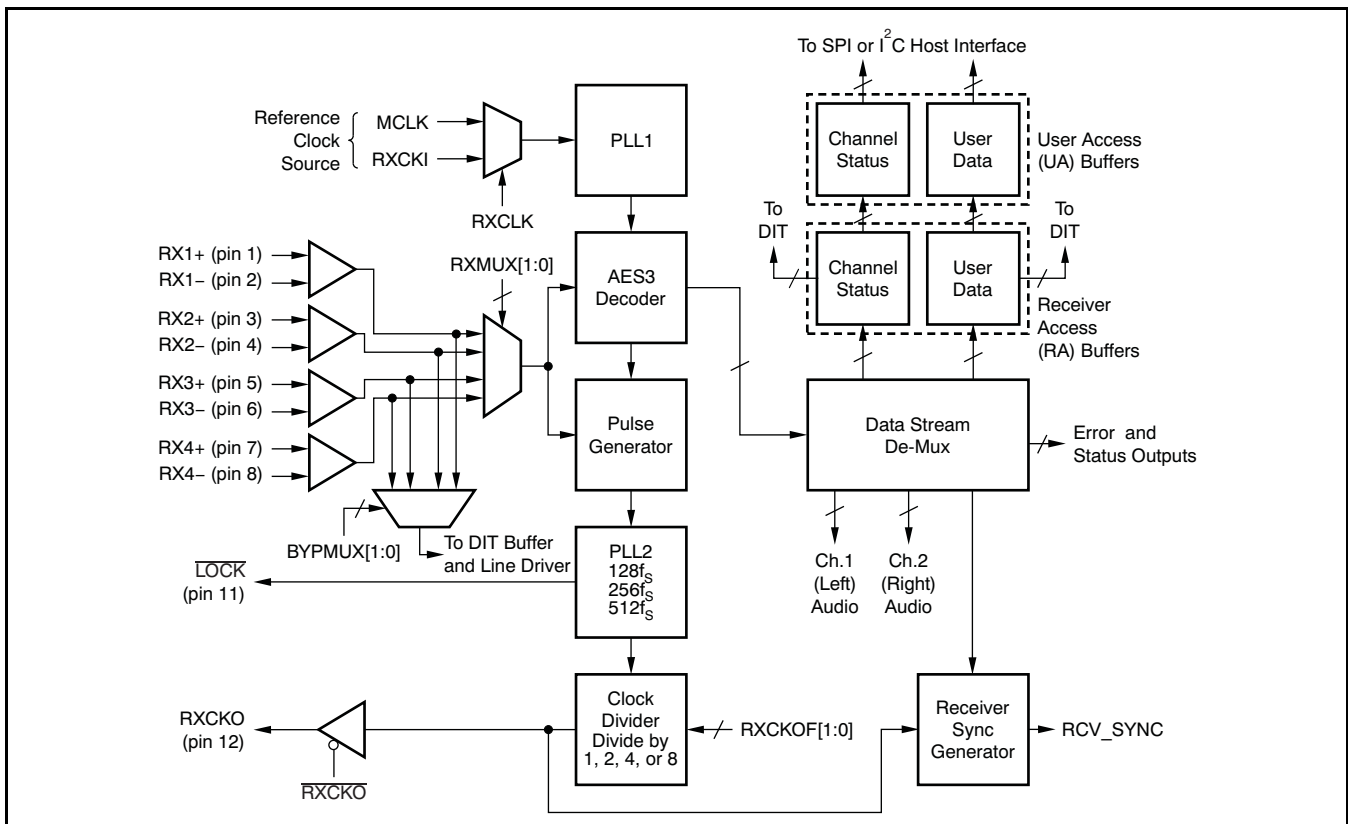 To SPI or I²C Host Interface
Reference
Clock
Source
MCLK
RXCKI
RXCLK
PLL1
Channel
Status
User
Data
User Access
(UA) Buffers
To
DIT
To
DIT
Channel
Status
User
Data
Receiver
Access
(RA) Buffers
RX1+ (pin 1)
RX1− (pin 2)
RX2+ (pin 3)
RX2− (pin 4)
RX3+ (pin 5)
RX3− (pin 6)
RX4+ (pin 7)
RX4− (pin 8)
RXMUX[1:0]
AES3
Decoder
Pulse
Generator
Data Stream
De-Mux
Error and
Status Outputs
BYPMUX[1:0]
To DIT Buffer
and Line Driver
PLL2
128fS
256fS
512fS
Ch.1
(Left)
Audio
Ch.2
(Right)
Audio
LOCK
(pin 11)
RXCKO
(pin 12)
RXCKO
Clock
Divider
Divide by
1, 2, 4, or 8
RXCKOF[1:0]
Receiver
Sync
Generator
RCV_SYNC